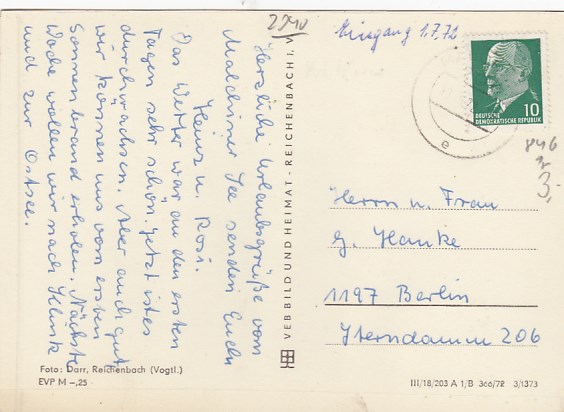 2240
Eingang 1.7.72
Herzliche Urlaubsgrüße vom
Malchiner See senden Euch
Heinz u. Rosi.
Das Wetter war an den ersten
Tagen sehr schön. Jetzt ist es
durchwachsen. Aber auch gut
wir können uns vom ersten
Sonnenbrand erholen. Nächste
Woche wollen wir nach Klink
und zur Ostsee.
VEB BILD UND HEIMAT · REICHENBACH I. V.
10
DEUTSCHE
DEMOKRATISCHE REPUBLIK
e
846
3,-
Herrn u. Frau
G. Hanke
1197 Berlin
Sterndamm 206
Foto: Darr, Reichenbach (Vogtl.)
EVP M –,25
III/18/203 A 1/B 366/72 3/1373